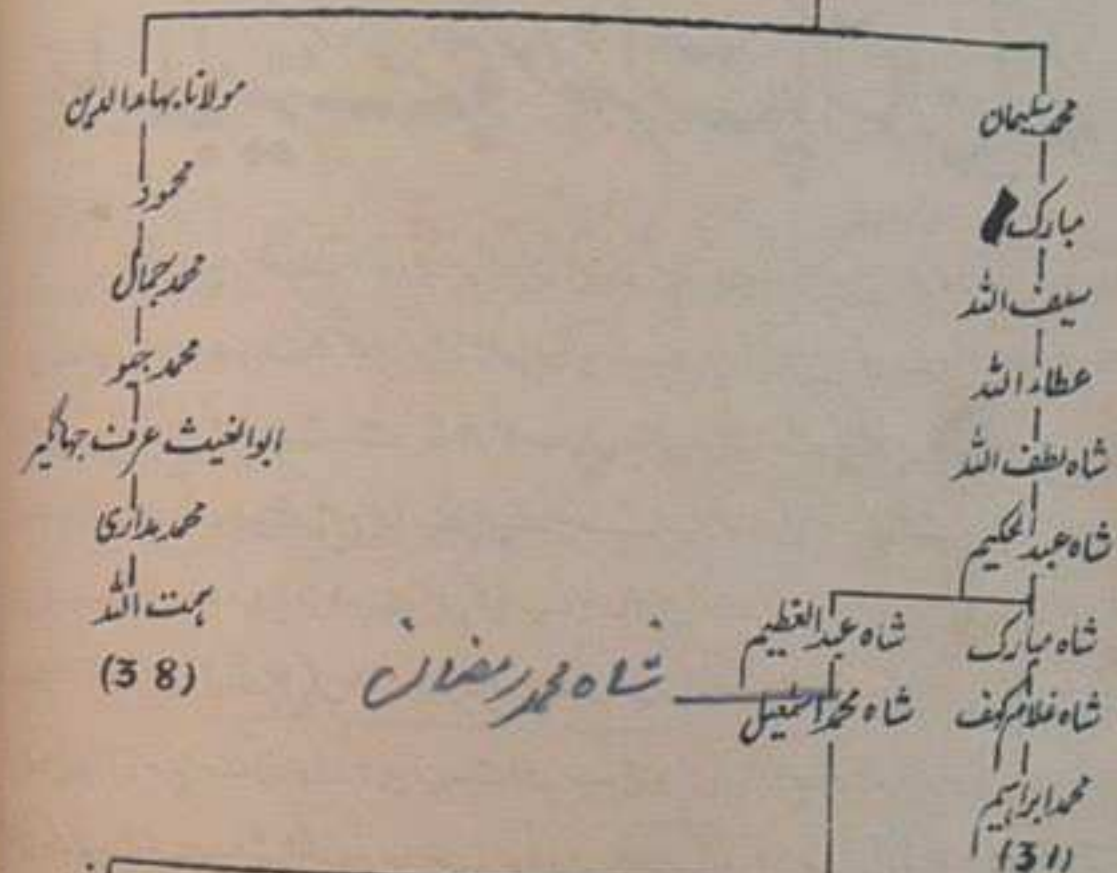 محمد سلیمان
مبارک
سیف اللہ
عطاء اللہ
شاہ لطف اللہ
شاہ عبدالحکیم
شاہ مبارک
شاہ غلام کہف
محمد ابراہیم
(31)
شاہ عبدالعظیم
شاہ محمد اسمٰعیل
شاہ محمد رمضان
مولانا بہاءالدین
محمود
محمد جمال
محمد جیو
ابوالغیث عرف جہانگیر
محمد مداری
ہمت اللہ
(38)